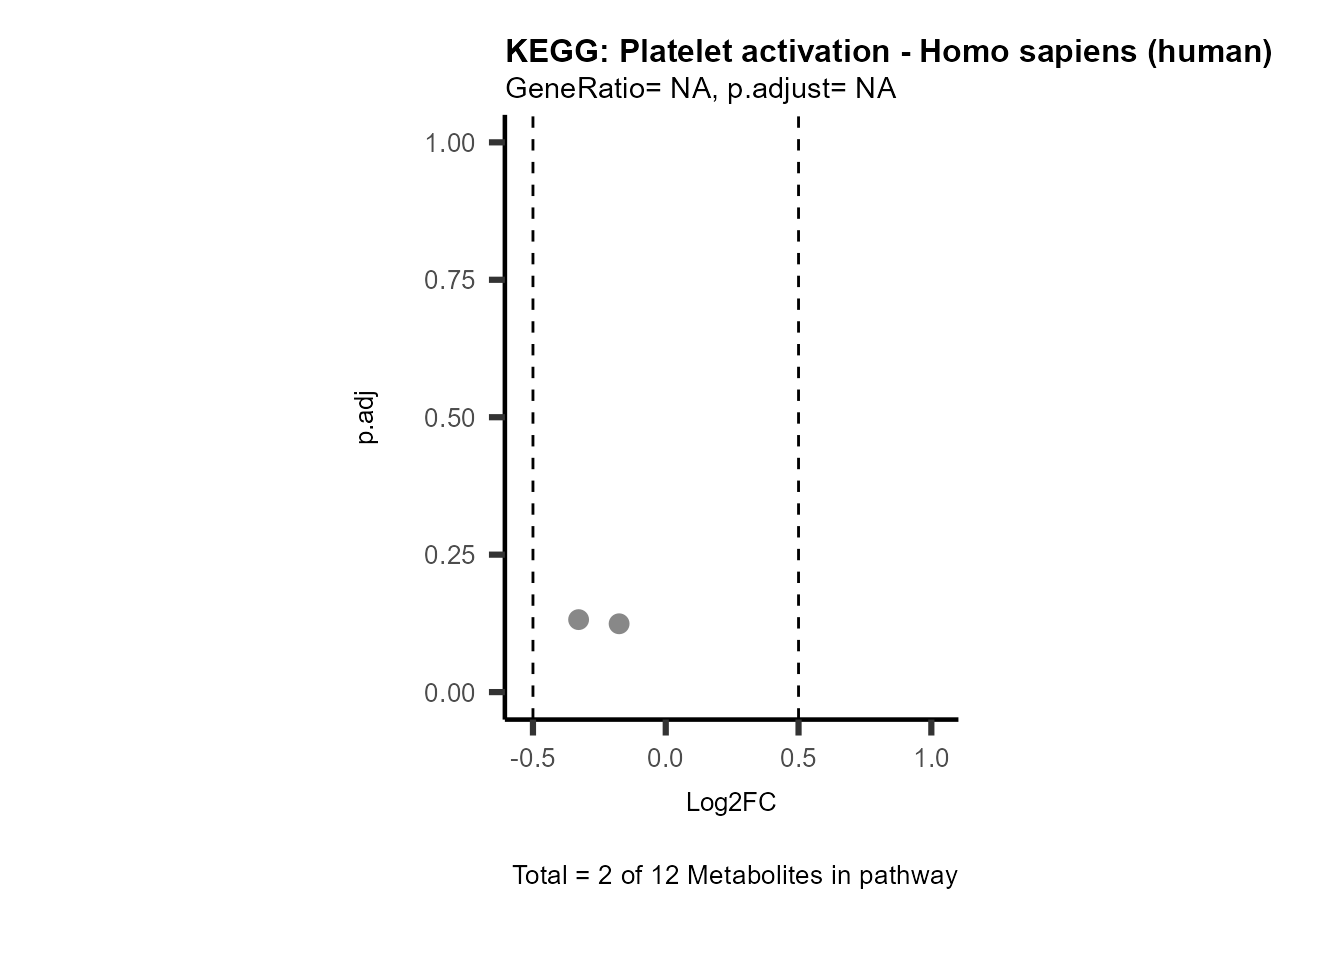 KEGG: Platelet activation - Homo sapiens (human)
GeneRatio= NA, p.adjust= NA
1.00
0.75
0.50
0.25
0.00
p.adj
-0.5 0.0 0.5 1.0
Log2FC
Total = 2 of 12 Metabolites in pathway